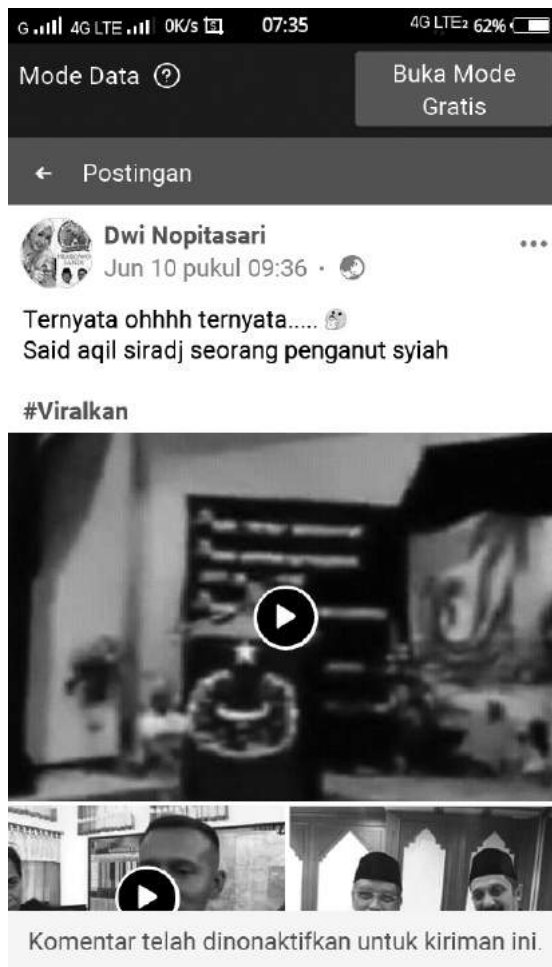 G 4G LTE 0K/s 07:35 4G LTE2 62%
Mode Data ? Buka Mode
Gratis
Postingan
Dwi Nopitasari
Jun 10 pukul 09:36 ·
Ternyata ohhhh ternyata.....
Said aqil siradj seorang penganut syiah
#Viralkan
Komentar telah dinonaktifkan untuk kiriman ini.